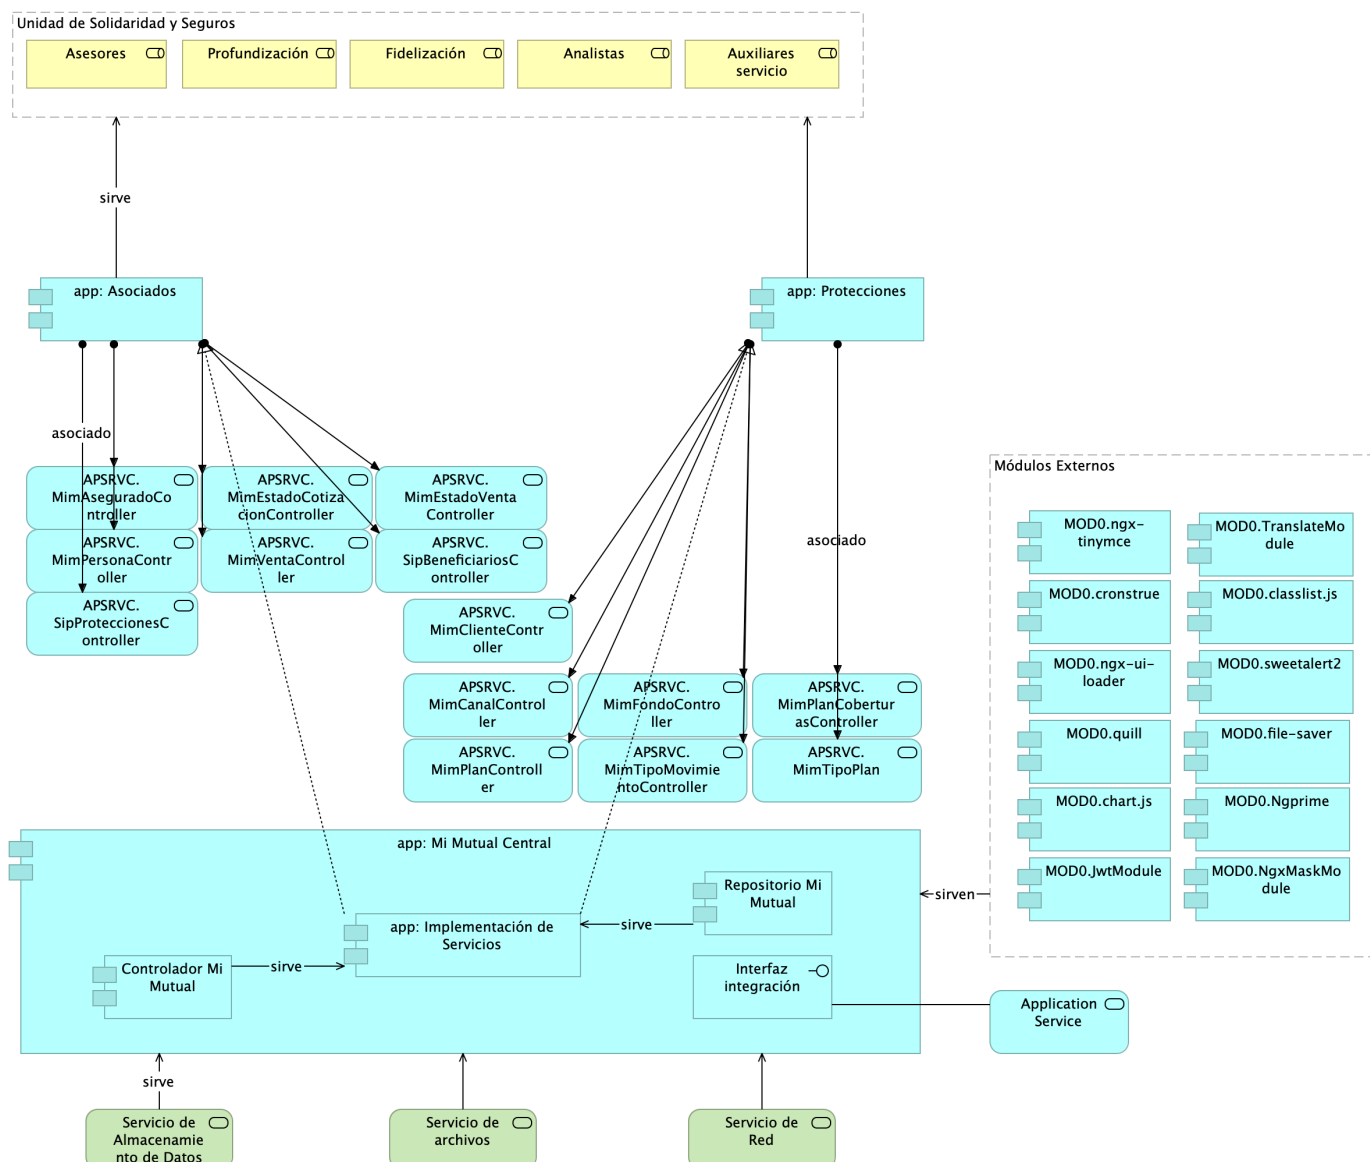 Unidad de Solidaridad y Seguros
Asesores
Profundización
Fidelización
Analistas
Auxiliares
servicio
sirve
app: Asociados
app: Protecciones
asociado
APSRVC.
MimAseguradoCo
ntroller
APSRVC.
MimEstadoCotiza
cionController
APSRVC.
MimEstadoVenta
Controller
APSRVC.
MimPersonaContr
oller
APSRVC.
MimVentaControl
ler
APSRVC.
SipBeneficiariosC
ontroller
APSRVC.
SipProteccionesC
ontroller
asociado
APSRVC.
MimClienteContr
oller
APSRVC.
MimCanalControl
ler
APSRVC.
MimFondoContro
ller
APSRVC.
MimPlanCobertur
asController
APSRVC.
MimPlanControll
er
APSRVC.
MimTipoMovimie
ntoController
APSRVC.
MimTipoPlan
Módulos Externos
MOD0.ngx-
tinymce
MOD0.TranslateMo
dule
MOD0.cronstrue
MOD0.classlist.js
MOD0.ngx-ui-
loader
MOD0.sweetalert2
MOD0.quill
MOD0.file-saver
MOD0.chart.js
MOD0.Ngprime
MOD0.JwtModule
MOD0.NgxMaskMo
dule
sirven
app: Mi Mutual Central
Repositorio Mi
Mutual
app: Implementación de
Servicios
sirve
Controlador Mi
Mutual
sirve
Interfaz
integración
Application
Service
sirve
Servicio de
Almacenamie
nto de Datos
Servicio de
archivos
Servicio de
Red